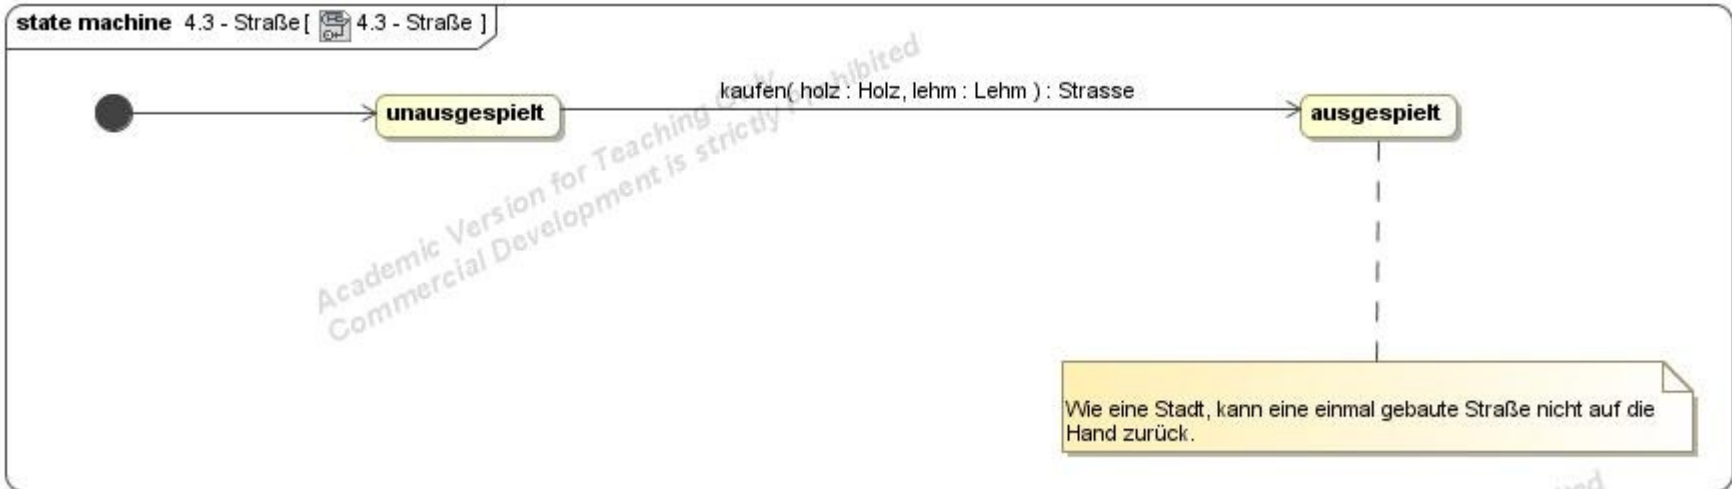 state machine 4.3 - Straße [ 4.3 - Straße ]
unausgespielt
kaufen( holz : Holz, lehm : Lehm ) : Strasse
ausgespielt
Academic Version for Teaching Only
Commercial Development is strictly Prohibited
Wie eine Stadt, kann eine einmal gebaute Straße nicht auf die
Hand zurück.